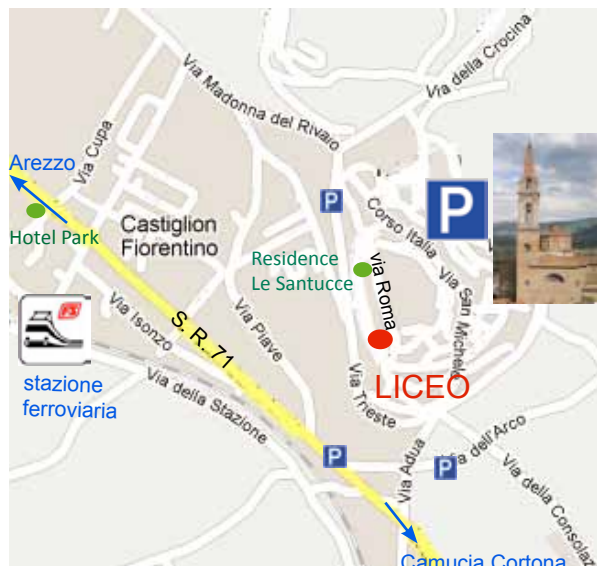 Via della Crocina
Via Madonna del Rivaio
Via Cupa
Arezzo
P
P
Hotel Park
Castiglion
Fiorentino
Corso Italia
Via San Michele
Residence
Le Santucce
via Roma
FS
Via Isonzo
S. R. 71
Via Piave
LICEO
stazione
ferroviaria
Via della Stazione
Via Trieste
P
P
Via Adua
Via dell'Arco
Via della Consolaz
Camucia Cortona